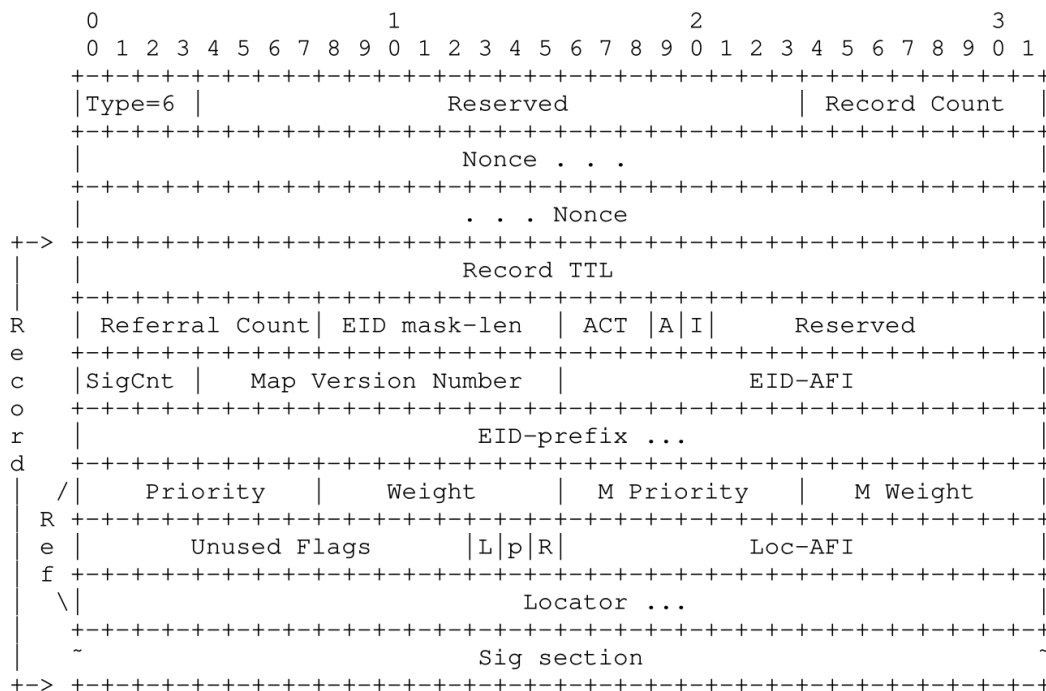 0                   1                   2                   3
        0 1 2 3 4 5 6 7 8 9 0 1 2 3 4 5 6 7 8 9 0 1 2 3 4 5 6 7 8 9 0 1
       +-+-+-+-+-+-+-+-+-+-+-+-+-+-+-+-+-+-+-+-+-+-+-+-+-+-+-+-+-+-+-+-+
       |Type=6 |                Reserved               | Record Count  |
       +-+-+-+-+-+-+-+-+-+-+-+-+-+-+-+-+-+-+-+-+-+-+-+-+-+-+-+-+-+-+-+-+
       |                         Nonce . . .                           |
       +-+-+-+-+-+-+-+-+-+-+-+-+-+-+-+-+-+-+-+-+-+-+-+-+-+-+-+-+-+-+-+-+
       |                         . . . Nonce                           |
   +-> +-+-+-+-+-+-+-+-+-+-+-+-+-+-+-+-+-+-+-+-+-+-+-+-+-+-+-+-+-+-+-+-+
   |   |                         Record  TTL                           |
   |   +-+-+-+-+-+-+-+-+-+-+-+-+-+-+-+-+-+-+-+-+-+-+-+-+-+-+-+-+-+-+-+-+
   R   | Referral Count| EID mask-len  | ACT |A|I|     Reserved        |
   e   +-+-+-+-+-+-+-+-+-+-+-+-+-+-+-+-+-+-+-+-+-+-+-+-+-+-+-+-+-+-+-+-+
   c   |SigCnt |   Map Version Number  |            EID-AFI            |
   o   +-+-+-+-+-+-+-+-+-+-+-+-+-+-+-+-+-+-+-+-+-+-+-+-+-+-+-+-+-+-+-+-+
   r   |                          EID-prefix ...                       |
   d   +-+-+-+-+-+-+-+-+-+-+-+-+-+-+-+-+-+-+-+-+-+-+-+-+-+-+-+-+-+-+-+-+
   |  /|    Priority   |    Weight     |  M Priority   |   M Weight    |
   | R +-+-+-+-+-+-+-+-+-+-+-+-+-+-+-+-+-+-+-+-+-+-+-+-+-+-+-+-+-+-+-+-+
   | e |       Unused Flags      |L|p|R|            Loc-AFI            |
   | f +-+-+-+-+-+-+-+-+-+-+-+-+-+-+-+-+-+-+-+-+-+-+-+-+-+-+-+-+-+-+-+-+
   |  \|                             Locator ...                       |
   |   +-+-+-+-+-+-+-+-+-+-+-+-+-+-+-+-+-+-+-+-+-+-+-+-+-+-+-+-+-+-+-+-+
   |   ~                          Sig section                          ~
   +-> +-+-+-+-+-+-+-+-+-+-+-+-+-+-+-+-+-+-+-+-+-+-+-+-+-+-+-+-+-+-+-+-+